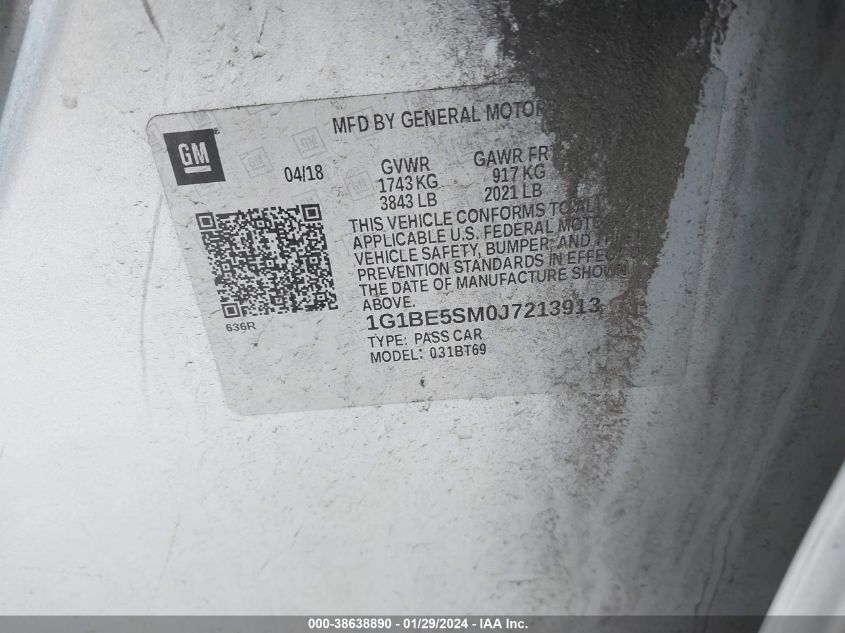 MFD BY GENERAL MOTOR
GM
04/18
GVWR GAWR FR
1743 KG 917 KG
3843 LB 2021 LB
THIS VEHICLE CONFORMS TO ALL
APPLICABLE U.S. FEDERAL MOTO
VEHICLE SAFETY, BUMPER, AND
PREVENTION STANDARDS IN EFFECT
THE DATE OF MANUFACTURE SHOWN
ABOVE.
636R
1G1BE5SM0J7213913
TYPE: PASS CAR
MODEL: 031BT69
000-38638890 - 01/29/2024 - IAA Inc.